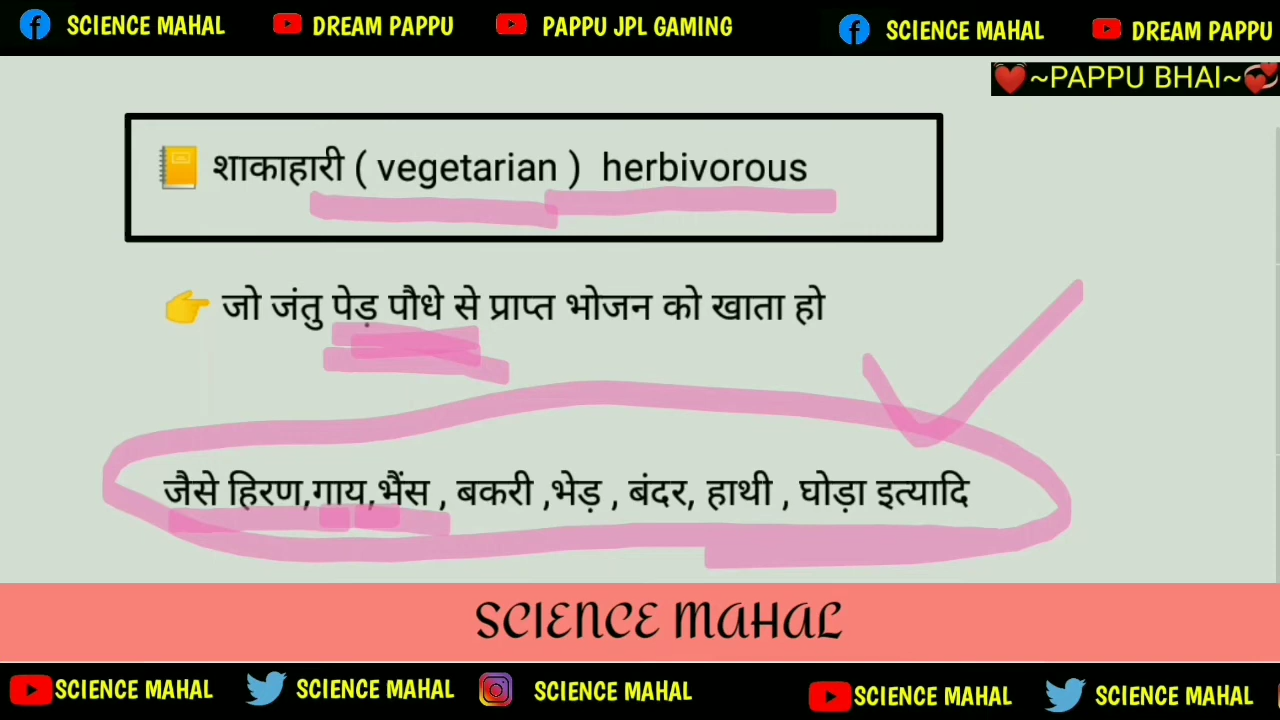 SCIENCE MAHAL DREAM PAPPU PAPPU JPL GAMING SCIENCE MAHAL DREAM PAPPU
~PAPPU BHAI~
शाकाहारी ( vegetarian ) herbivorous
जो जंतु पेड़ पौधे से प्राप्त भोजन को खाता हो
जैसे हिरण,गाय,भैंस , बकरी ,भेड़ , बंदर, हाथी , घोड़ा इत्यादि
SCIENCE MAHAL
SCIENCE MAHAL SCIENCE MAHAL SCIENCE MAHAL SCIENCE MAHAL SCIENCE MAHAL